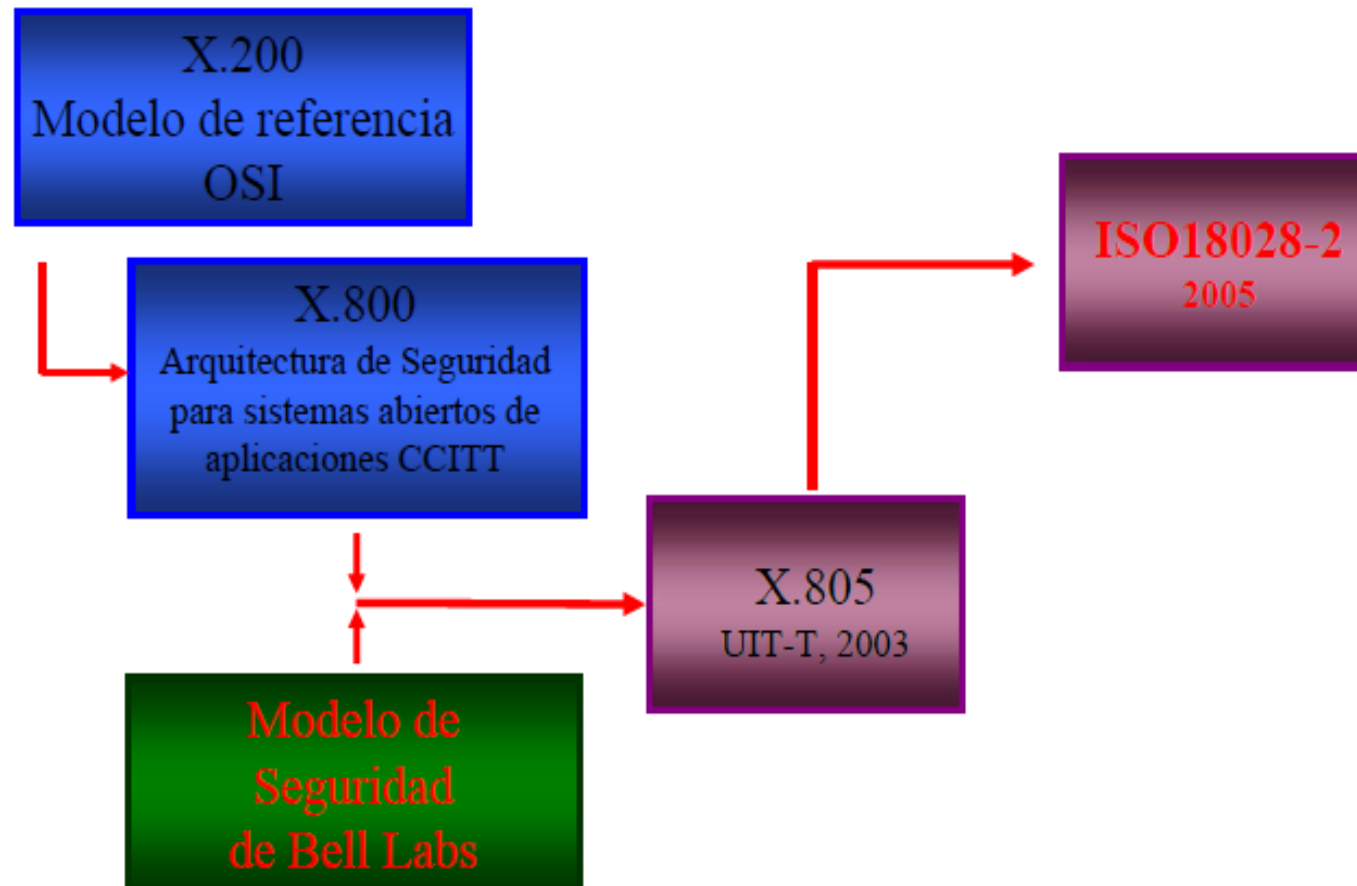 X.200
Modelo de referencia
OSI
X.800
Arquitectura de Seguridad
para sistemas abiertos de
aplicaciones CCITT
ISO18028-2
2005
X.805
UIT-T, 2003
Modelo de
Seguridad
de Bell Labs